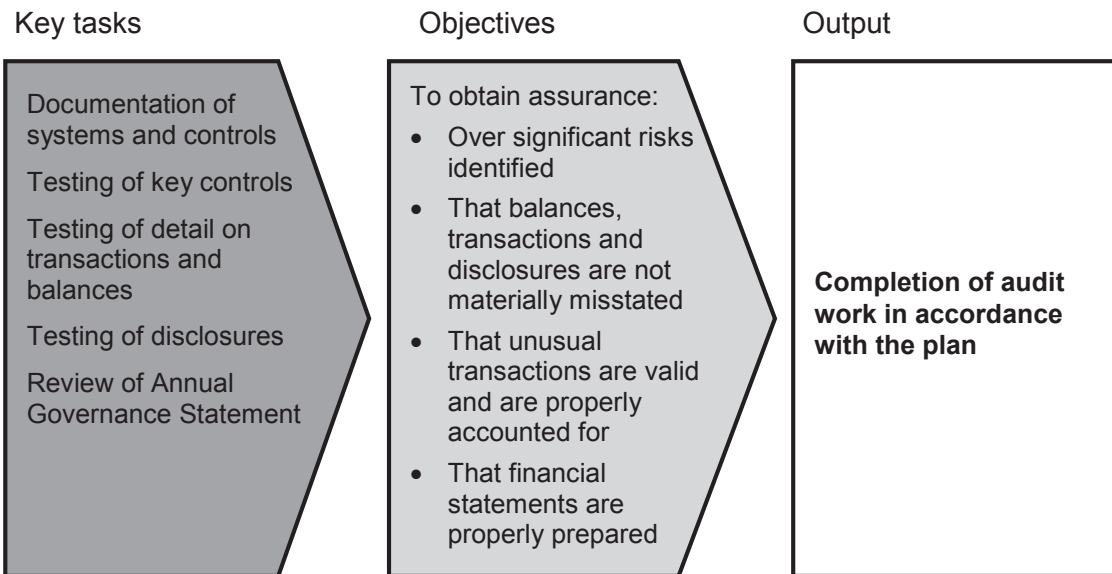 Key tasks
Objectives
Output
Documentation of
systems and controls
Testing of key controls
Testing of detail on
transactions and
balances
Testing of disclosures
Review of Annual
Governance Statement
To obtain assurance:
• Over significant risks
identified
• That balances,
transactions and
disclosures are not
materially misstated
• That unusual
transactions are valid
and are properly
accounted for
• That financial
statements are
properly prepared
Completion of audit
work in accordance
with the plan